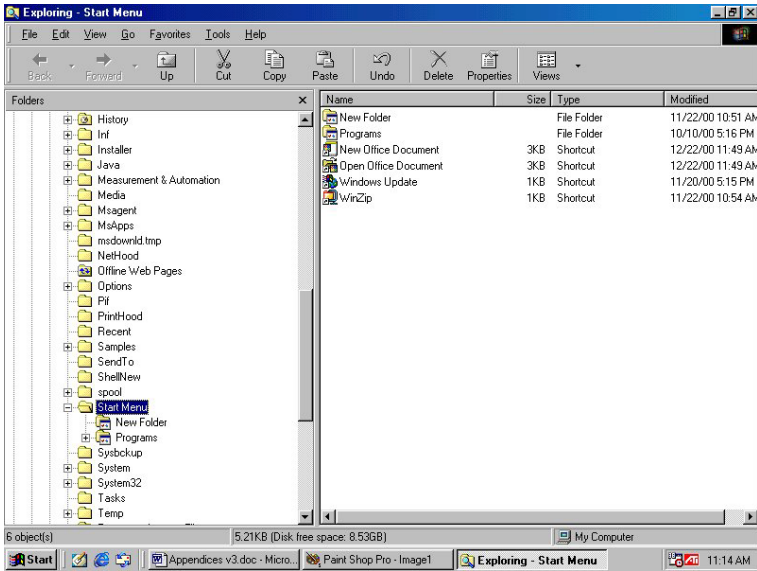 Exploring - Start Menu
File Edit View Go Favorites Tools Help
Back Forward Up Cut Copy Paste Undo Delete Properties Views
Folders
History
Inf
Installer
Java
Measurement & Automation
Media
Msagent
MsApps
msdownld.tmp
NetHood
Offline Web Pages
Options
Pif
PrintHood
Recent
Samples
SendTo
ShellNew
spool
Start Menu
New Folder
Programs
Sysbckup
System
System32
Tasks
Temp
Name Size Type Modified
New Folder File Folder 11/22/00 10:51 AM
Programs File Folder 10/10/00 5:16 PM
New Office Document 3KB Shortcut 12/22/00 11:49 AM
Open Office Document 3KB Shortcut 12/22/00 11:49 AM
Windows Update 1KB Shortcut 11/20/00 5:15 PM
WinZip 1KB Shortcut 11/22/00 10:54 AM
6 object(s) 5.21KB (Disk free space: 8.53GB) My Computer
Start Appendices v3.doc - Micro... Paint Shop Pro - Image1 Exploring - Start Menu ATI 11:14 AM